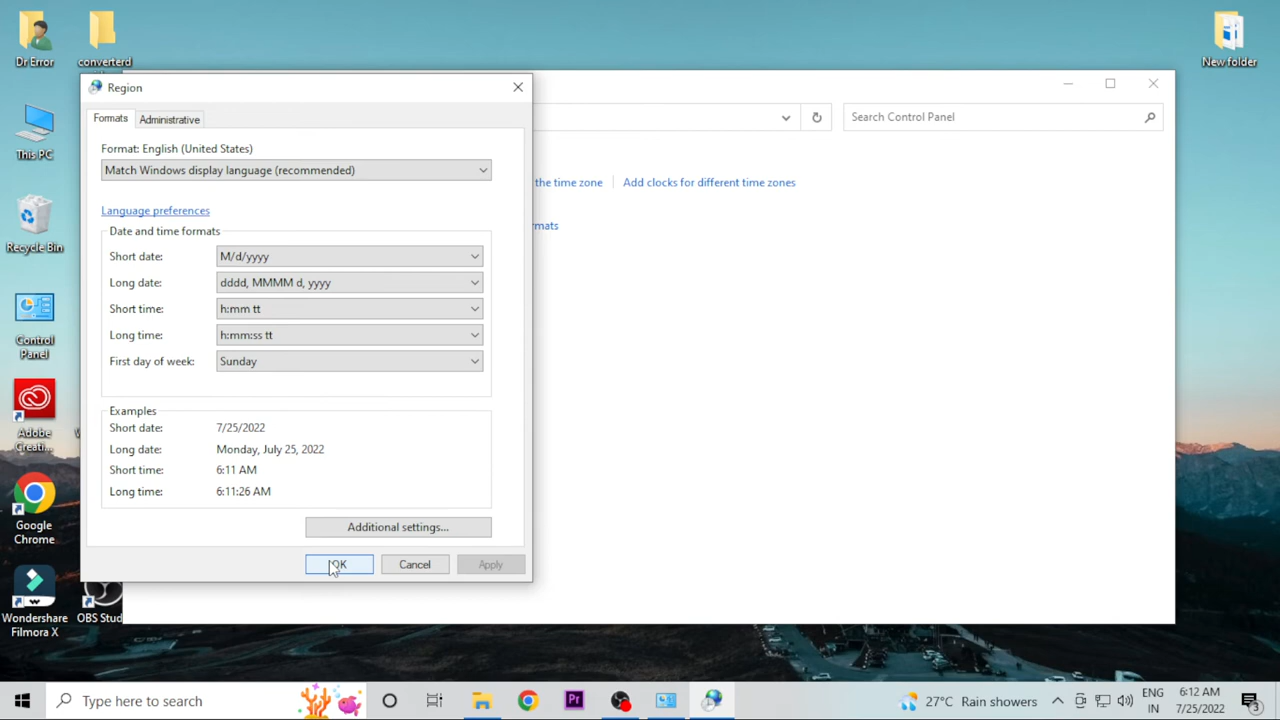 Dr Error
converterd
New folder
This PC
Recycle Bin
Control
Panel
Adobe
Creati...
Google
Chrome
Wondershare
Filmora X
OBS Stud
Region
Formats
Administrative
Format: English (United States)
Match Windows display language (recommended)
Language preferences
Date and time formats
Short date: M/d/yyyy
Long date: dddd, MMMM d, yyyy
Short time: h:mm tt
Long time: h:mm:ss tt
First day of week: Sunday
Examples
Short date: 7/25/2022
Long date: Monday, July 25, 2022
Short time: 6:11 AM
Long time: 6:11:26 AM
Additional settings...
OK
Cancel
Apply
Search Control Panel
the time zone
Add clocks for different time zones
rmats
Type here to search
Pr
27°C Rain showers
ENG
IN
6:12 AM
7/25/2022
3